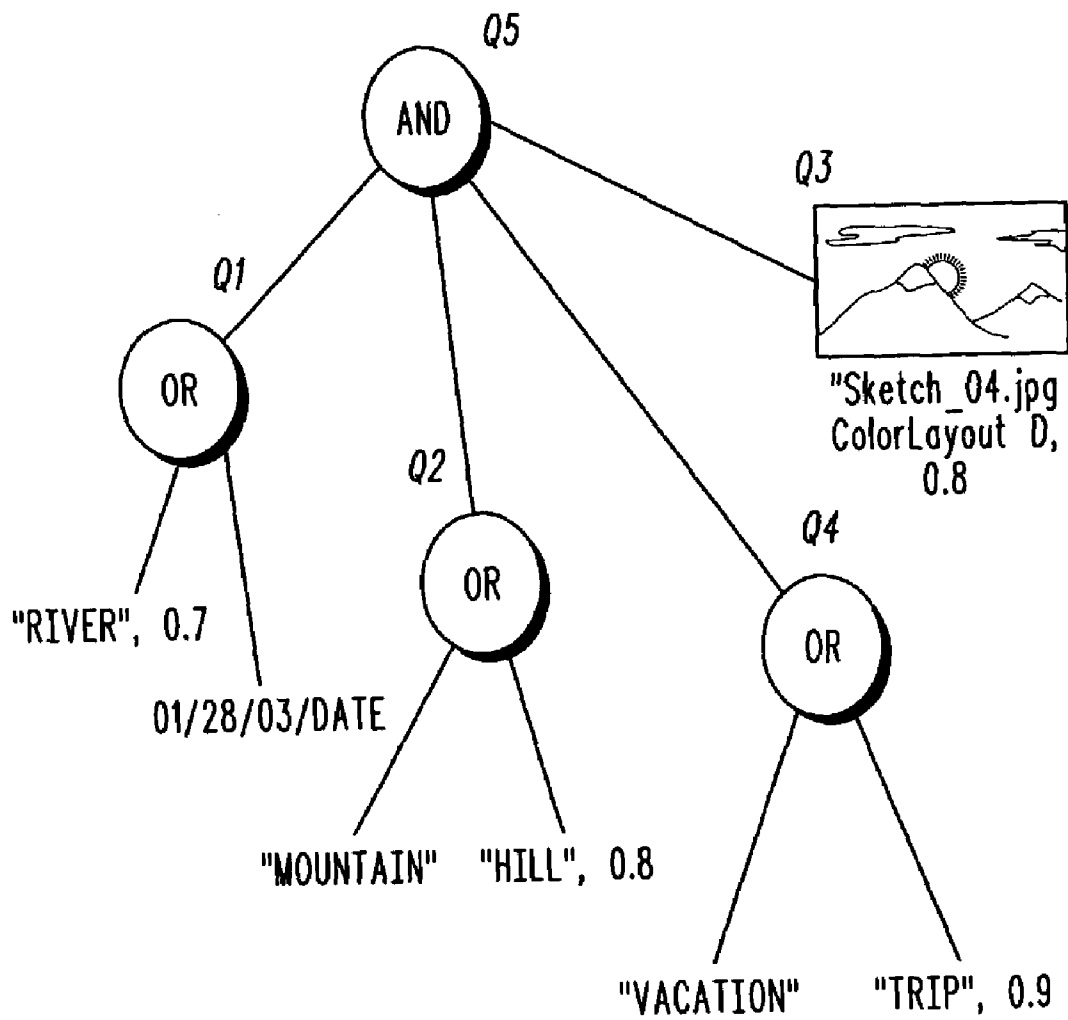 Q5
AND
Q3
Q1
"Sketch_04.jpg
ColorLayout D,
0.8
OR
Q2
Q4
OR
"RIVER", 0.7
OR
01/28/03/DATE
"MOUNTAIN" "HILL", 0.8
"VACATION" "TRIP", 0.9